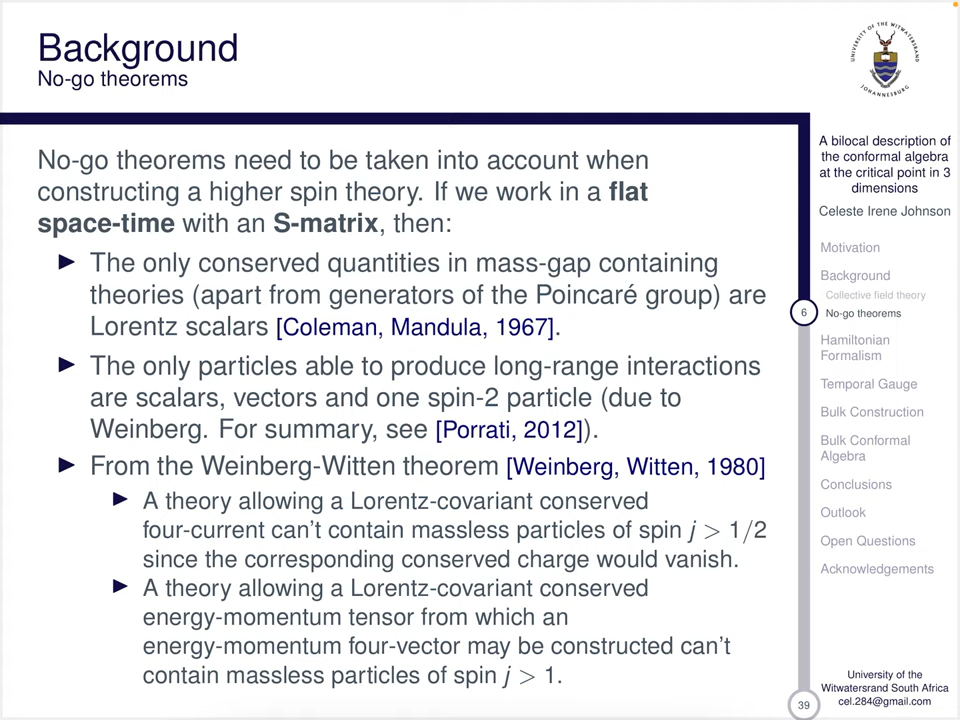 Background
No-go theorems
No-go theorems need to be taken into account when
constructing a higher spin theory. If we work in a flat
space-time with an S-matrix, then:
▶ The only conserved quantities in mass-gap containing
theories (apart from generators of the Poincaré group) are
Lorentz scalars [Coleman, Mandula, 1967].
▶ The only particles able to produce long-range interactions
are scalars, vectors and one spin-2 particle (due to
Weinberg. For summary, see [Porrati, 2012]).
▶ From the Weinberg-Witten theorem [Weinberg, Witten, 1980]
▶ A theory allowing a Lorentz-covariant conserved
four-current can't contain massless particles of spin j > 1/2
since the corresponding conserved charge would vanish.
▶ A theory allowing a Lorentz-covariant conserved
energy-momentum tensor from which an
energy-momentum four-vector may be constructed can't
contain massless particles of spin j > 1.
UNIVERSITY OF THE WITWATERSRAND
JOHANNESBURG
A bilocal description of
the conformal algebra
at the critical point in 3
dimensions
Celeste Irene Johnson
Motivation
Background
Collective field theory
6
No-go theorems
Hamiltonian
Formalism
Temporal Gauge
Bulk Construction
Bulk Conformal
Algebra
Conclusions
Outlook
Open Questions
Acknowledgements
University of the
Witwatersrand South Africa
cel.284@gmail.com
39